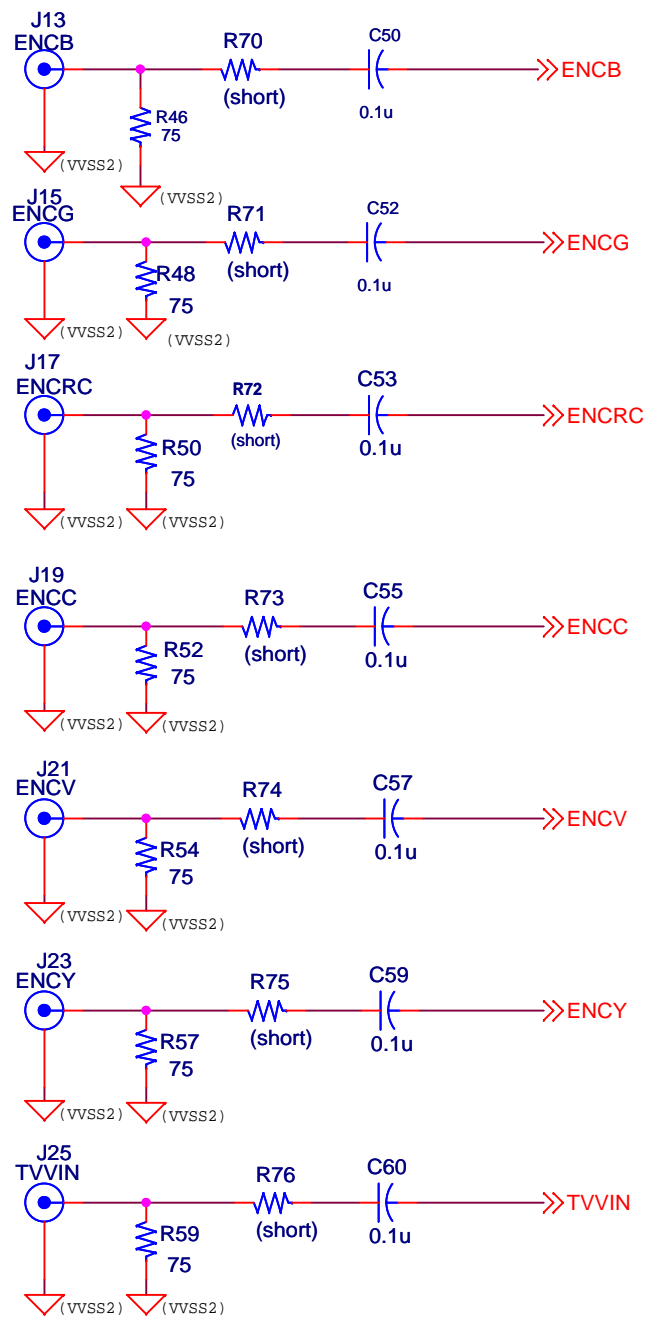 J13
ENCB
R70
(short)
C50
0.1u
ENCB
R46
75
(VVSS2)
(VVSS2)
J15
ENCG
R71
(short)
C52
0.1u
ENCG
R48
75
(VVSS2)
(VVSS2)
J17
ENCRC
R72
(short)
C53
0.1u
ENCRC
R50
75
(VVSS2)
(VVSS2)
J19
ENCC
R73
(short)
C55
0.1u
ENCC
R52
75
(VVSS2)
(VVSS2)
J21
ENCV
R74
(short)
C57
0.1u
ENCV
R54
75
(VVSS2)
(VVSS2)
J23
ENCY
R75
(short)
C59
0.1u
ENCY
R57
75
(VVSS2)
(VVSS2)
J25
TVVIN
R76
(short)
C60
0.1u
TVVIN
R59
75
(VVSS2)
(VVSS2)